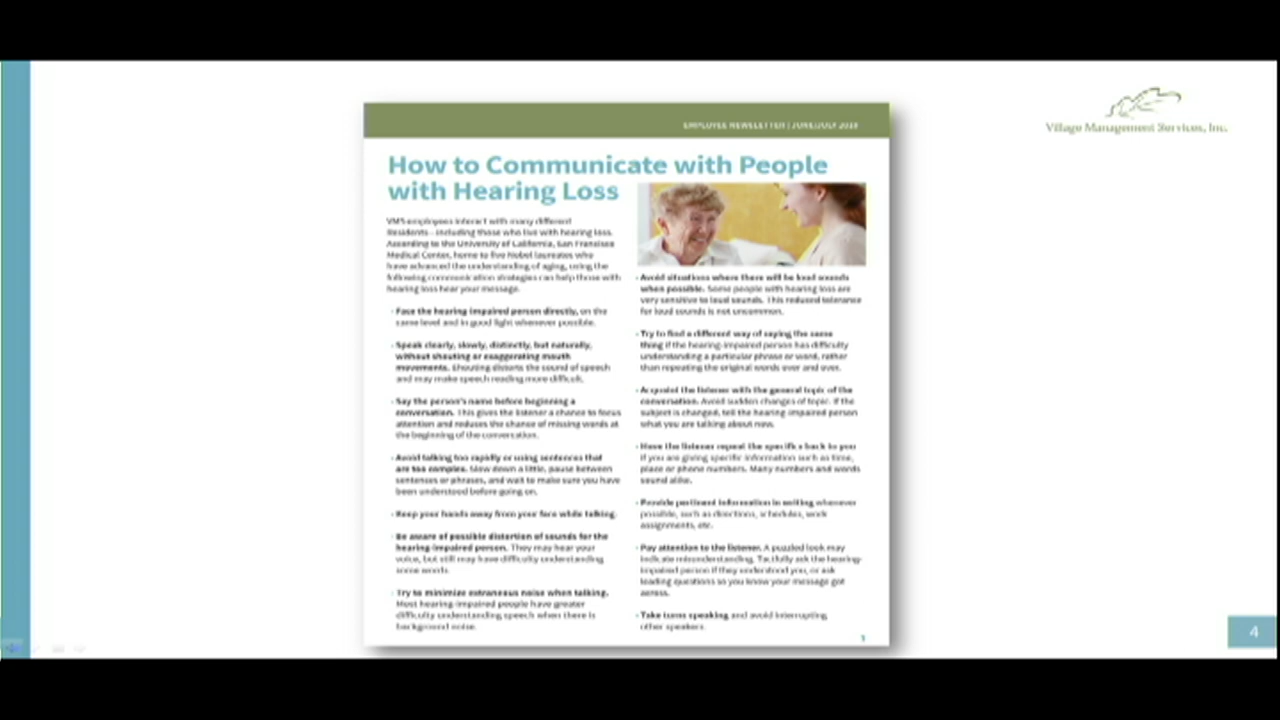 Village Management Services, Inc.
EMPLOYEE NEWSLETTER | JUNE/JULY 2018
How to Communicate with People
with Hearing Loss
VMS employees interact with many different
Residents - including those who live with hearing loss.
According to the University of California, San Francisco
Medical Center, home to five Nobel laureates who
have advanced the understanding of aging, using the
following communication strategies can help those with
hearing loss hear your message.
· Face the hearing impaired person directly, on the
same level and in good light whenever possible.
· Speak clearly, slowly, distinctly, but naturally,
without shouting or exaggerating mouth
movements. Shouting distorts the sound of speech
and may make speech reading more difficult.
· Say the person's name before beginning a
conversation. This gives the listener a chance to focus
attention and reduces the chance of missing words at
the beginning of the conversation.
· Avoid talking too rapidly or using sentences that
are too complex. Slow down a little, pause between
sentences or phrases, and wait to make sure you have
been understood before going on.
· Keep your hands away from your face while talking.
· Be aware of possible distortion of sounds for the
hearing-impaired person. They may hear your
voice, but still may have difficulty understanding
some words.
· Try to minimize extraneous noise when talking.
Most hearing-impaired people have greater
difficulty understanding speech when there is
background noise.
· Avoid situations where there will be loud sounds
when possible. Some people with hearing loss are
very sensitive to loud sounds. This reduced tolerance
for loud sounds is not uncommon.
· Try to find a different way of saying the same
thing if the hearing-impaired person has difficulty
understanding a particular phrase or word, rather
than repeating the original words over and over.
· Acquaint the listener with the general topic of the
conversation. Avoid sudden changes of topic. If the
subject is changed, tell the hearing impaired person
what you are talking about now.
· Have the listener repeat the specifics back to you
if you are giving specific information such as time,
place or phone numbers. Many numbers and words
sound alike.
· Provide pertinent information in writing whenever
possible, such as directions, schedules, work
assignments, etc.
· Pay attention to the listener. A puzzled look may
indicate misunderstanding. Tactfully ask the hearing-
impaired person if they understood you, or ask
leading questions so you know your message got
across.
· Take turns speaking and avoid interrupting
other speakers.
4